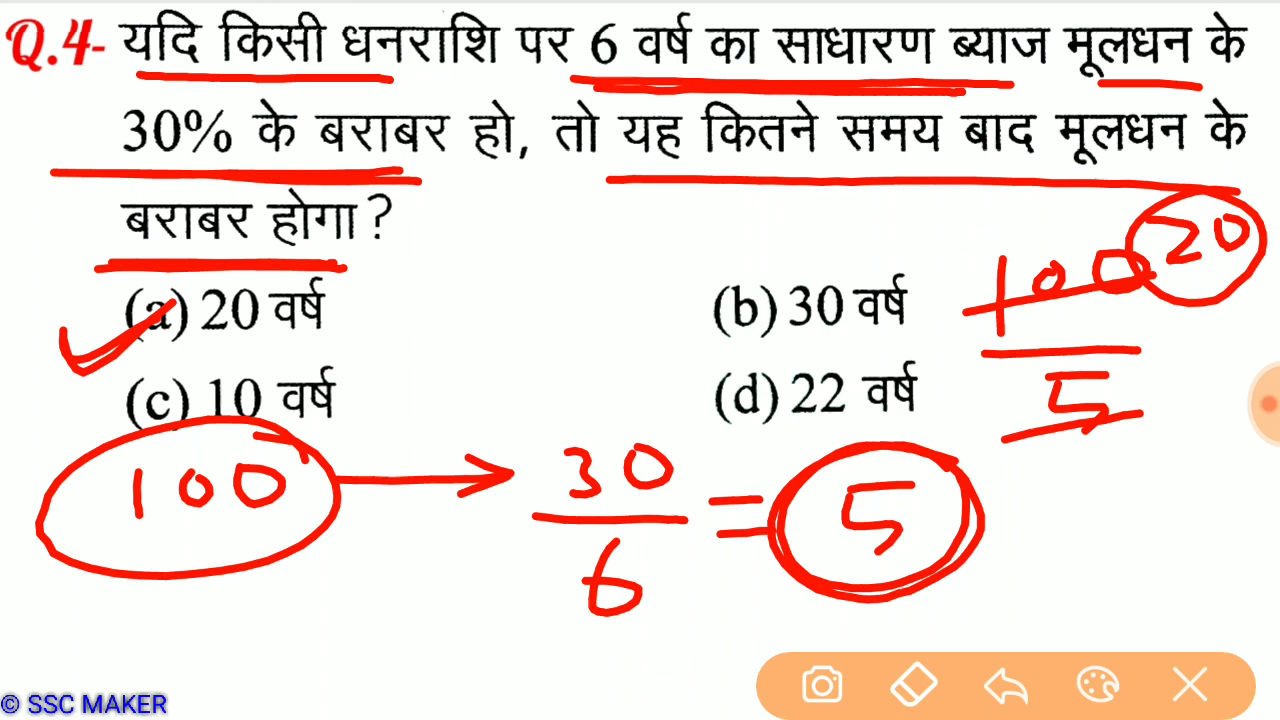 Q.4- यदि किसी धनराशि पर 6 वर्ष का साधारण ब्याज मूलधन के
30% के बराबर हो, तो यह कितने समय बाद मूलधन के
बराबर होगा?
(a) 20 वर्ष
(b) 30 वर्ष
(c) 10 वर्ष
(d) 22 वर्ष
100 20
5
100 → 30
6
= 5
© SSC MAKER